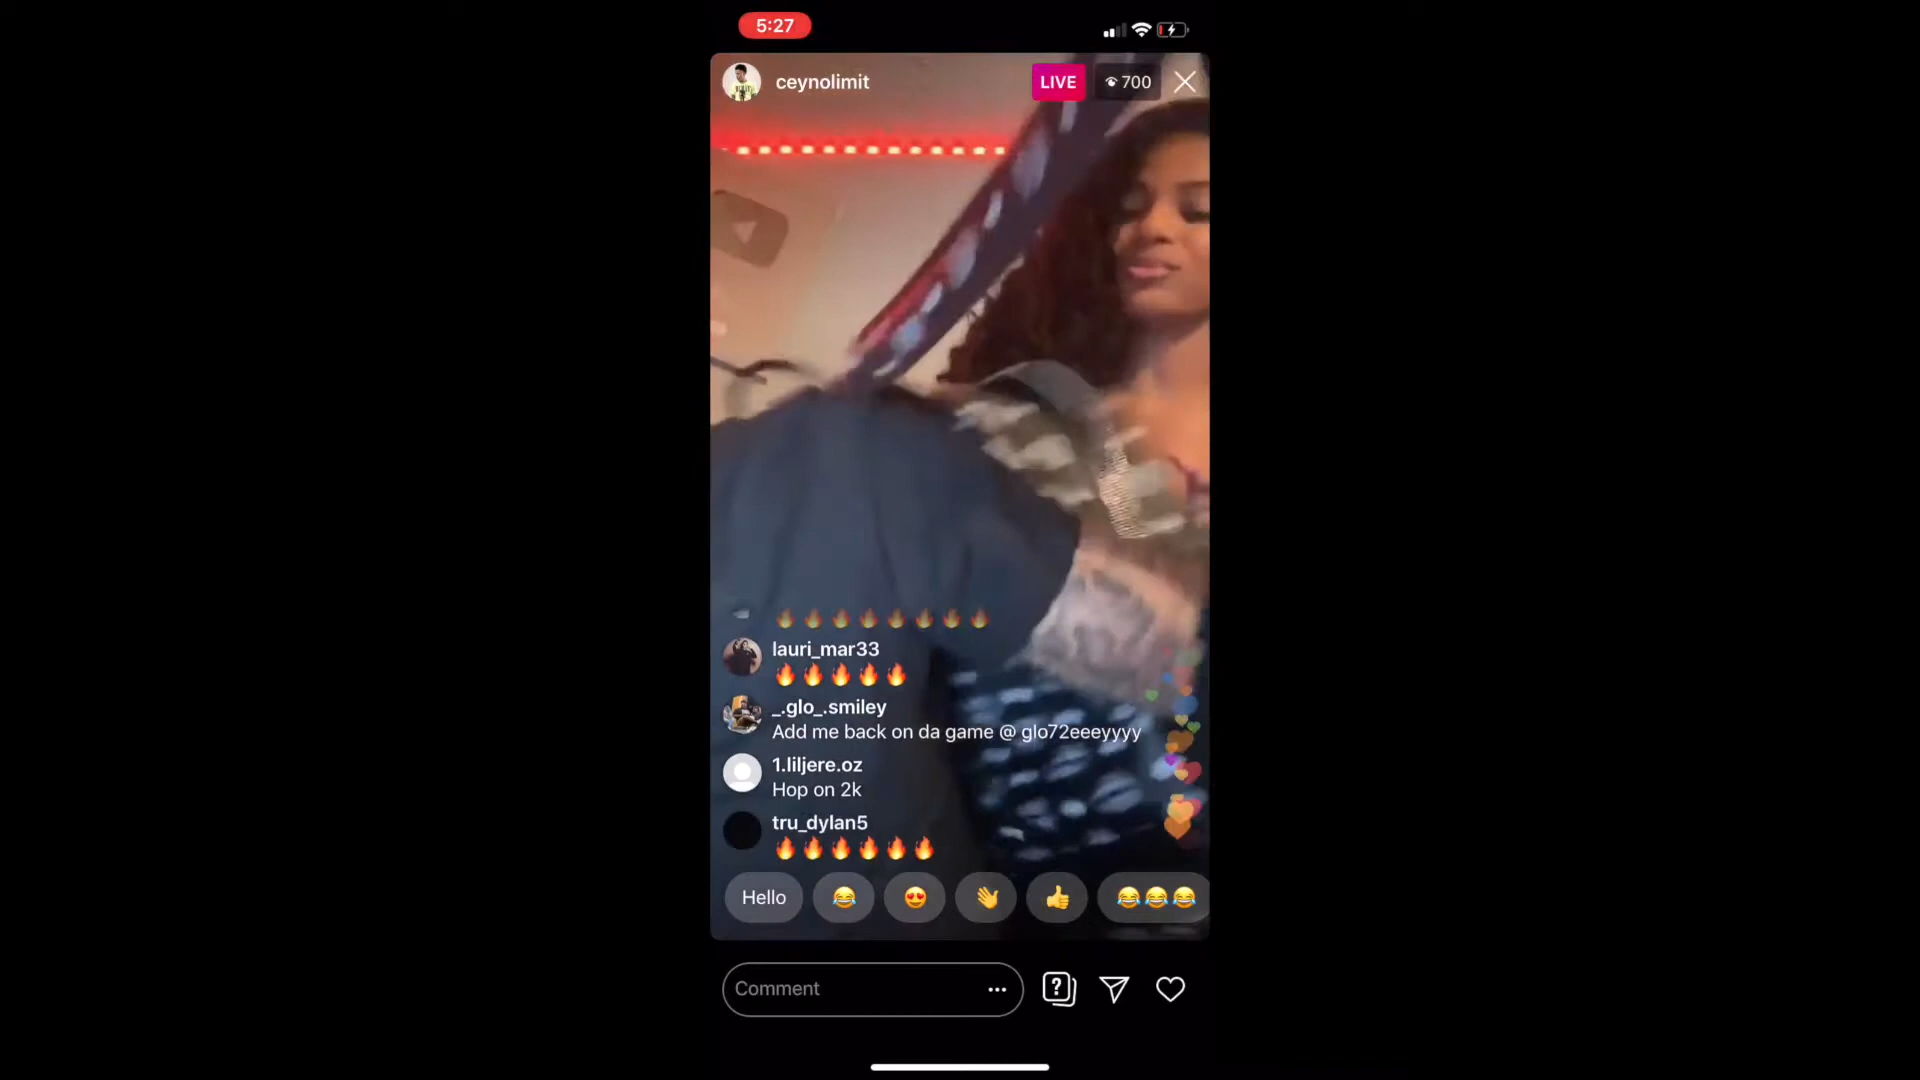 5:27
ceynolimit
LIVE
700
🔥🔥🔥🔥🔥🔥🔥🔥
lauri_mar33
🔥🔥🔥🔥🔥
_.glo_.smiley
Add me back on da game @ glo72eeeyyyy
1.liljere.oz
Hop on 2k
tru_dylan5
🔥🔥🔥🔥🔥🔥
Hello 😂 😍 👋 👍 😂😂😂
Comment